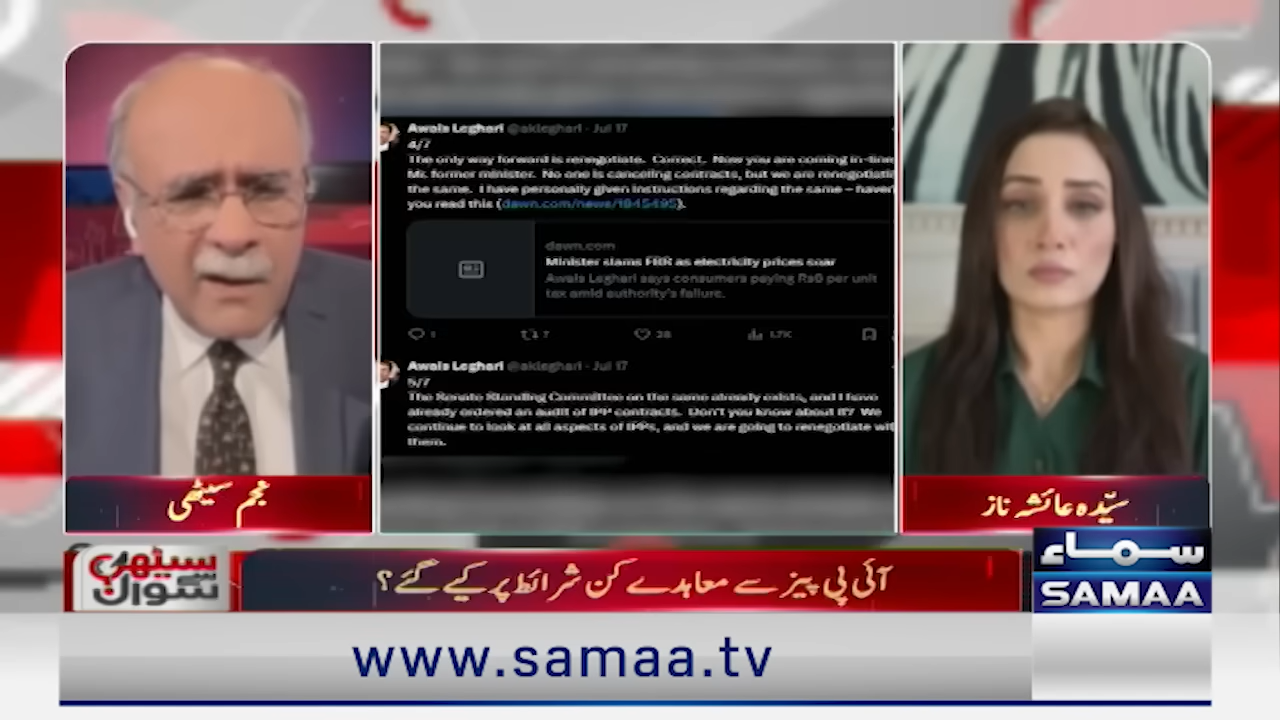 Awais Leghari @akleghari · Jul 17
4/7
The only way forward is renegotiate. Correct. Now you are coming in-line
Mr. former minister. No one is canceling contracts, but we are renegotiating
the same. I have personally given instructions regarding the same – haven
you read this (dawn.com/news/1845495).
dawn.com
Minister slams FBR as electricity prices soar
Awais Leghari says consumers paying Rs6 per unit
tax amid authority's failure.
1 7 28 1.7K
Awais Leghari @akleghari · Jul 17
5/7
The Senate Standing Committee on the same already exists, and I have
already ordered an audit of IPP contracts. Don't you know about it? We
continue to look at all aspects of IPPs, and we are going to renegotiate wit
them.
نجم سیٹھی
سیّدہ عائشہ ناز
سیٹھی سے سوال
آئی پی پیز سے معاہدے کن شرائط پر کیے گئے؟
سماء
SAMAA
www.samaa.tv